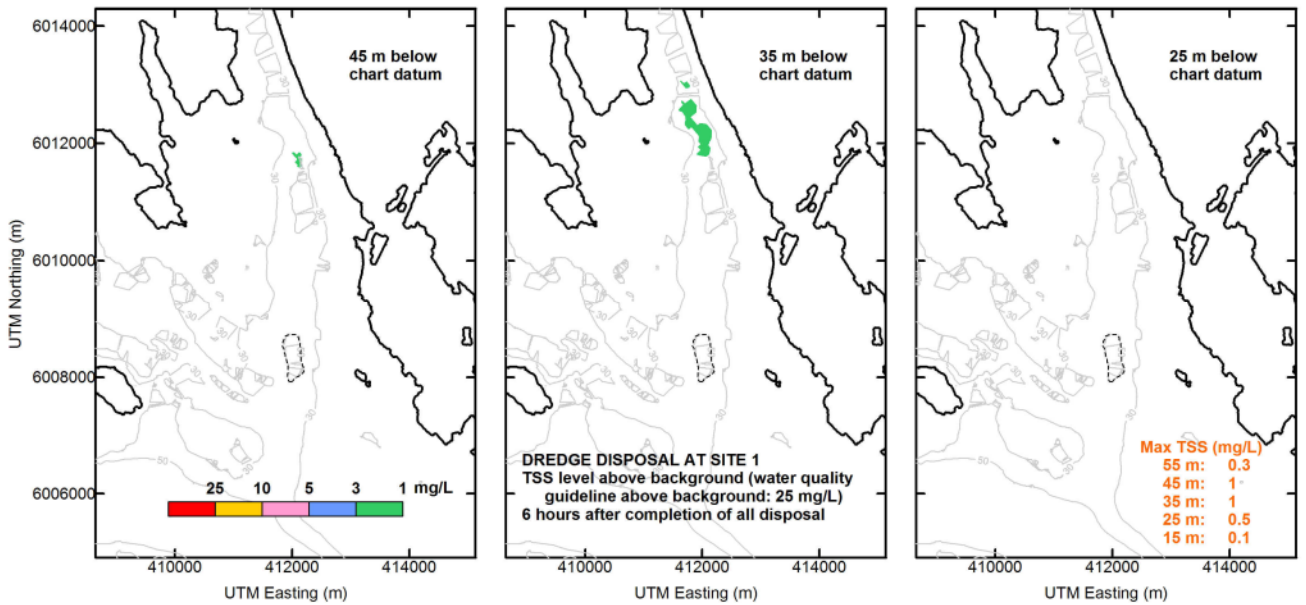 45 m below
chart datum
35 m below
chart datum
25 m below
chart datum
6014000
6012000
6010000
6008000
6006000
UTM Northing (m)
25 10 5 3 1 mg/L
DREDGE DISPOSAL AT SITE 1
TSS level above background (water quality
guideline above background: 25 mg/L)
6 hours after completion of all disposal
Max TSS (mg/L)
55 m: 0.3
45 m: 1
35 m: 1
25 m: 0.5
15 m: 0.1
410000 412000 414000
410000 412000 414000
410000 412000 414000
UTM Easting (m)
UTM Easting (m)
UTM Easting (m)